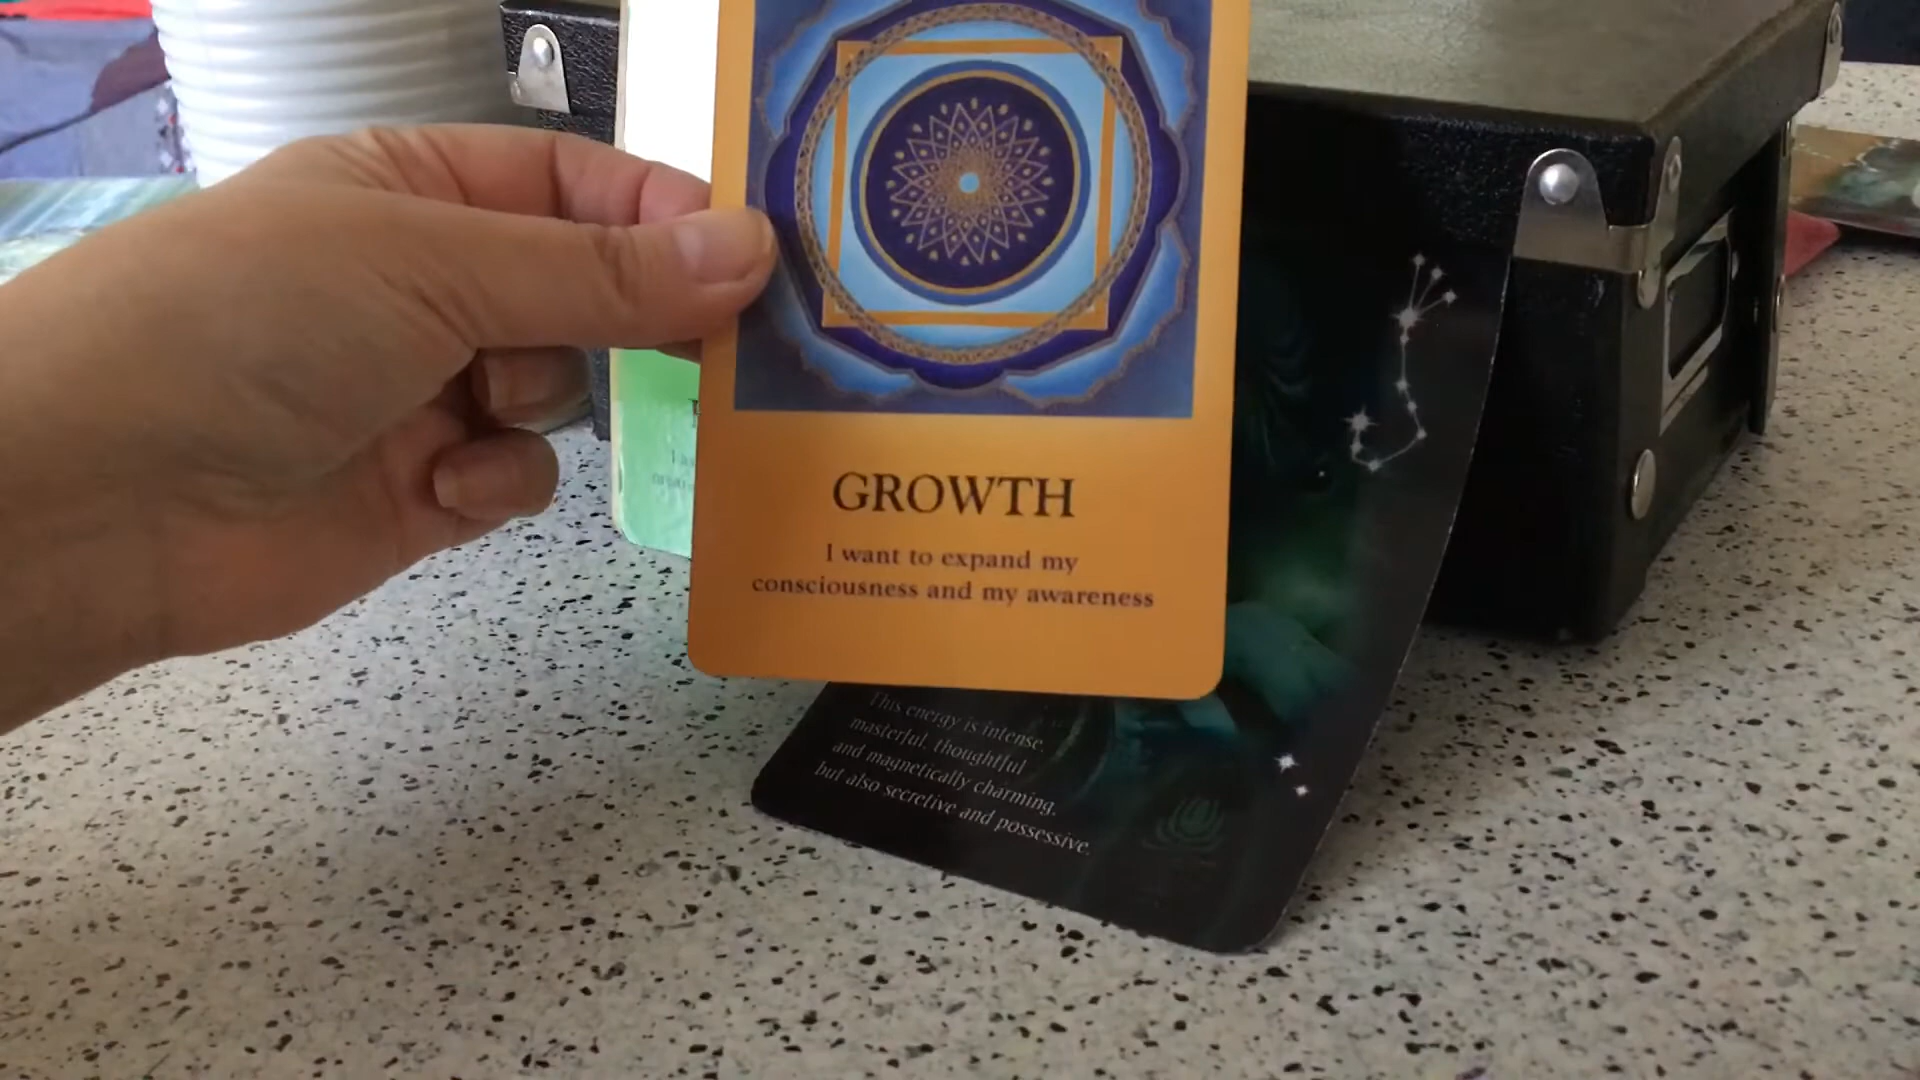 GROWTH
I want to expand my
consciousness and my awareness
This energy is intense,
masterful, thoughtful
and magnetically charming,
but also secretive and possessive.